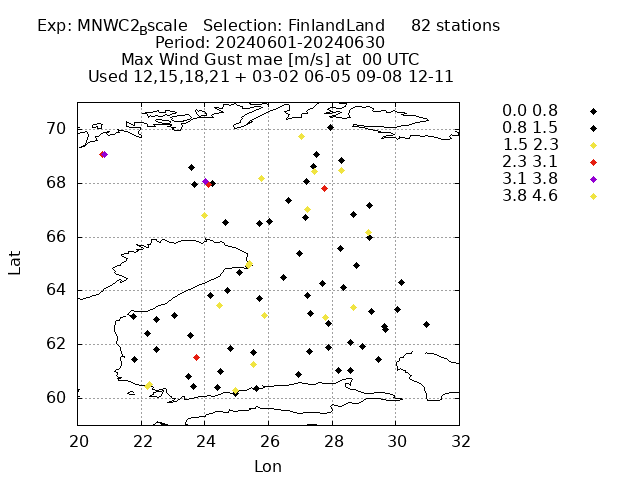 Exp: MNWC2Bscale Selection: FinlandLand 82 stations
Period: 20240601-20240630
Max Wind Gust mae [m/s] at 00 UTC
Used 12,15,18,21 + 03-02 06-05 09-08 12-11
0.0 0.8
0.8 1.5
1.5 2.3
2.3 3.1
3.1 3.8
3.8 4.6
70
68
66
64
62
60
Lat
20 22 24 26 28 30 32
Lon